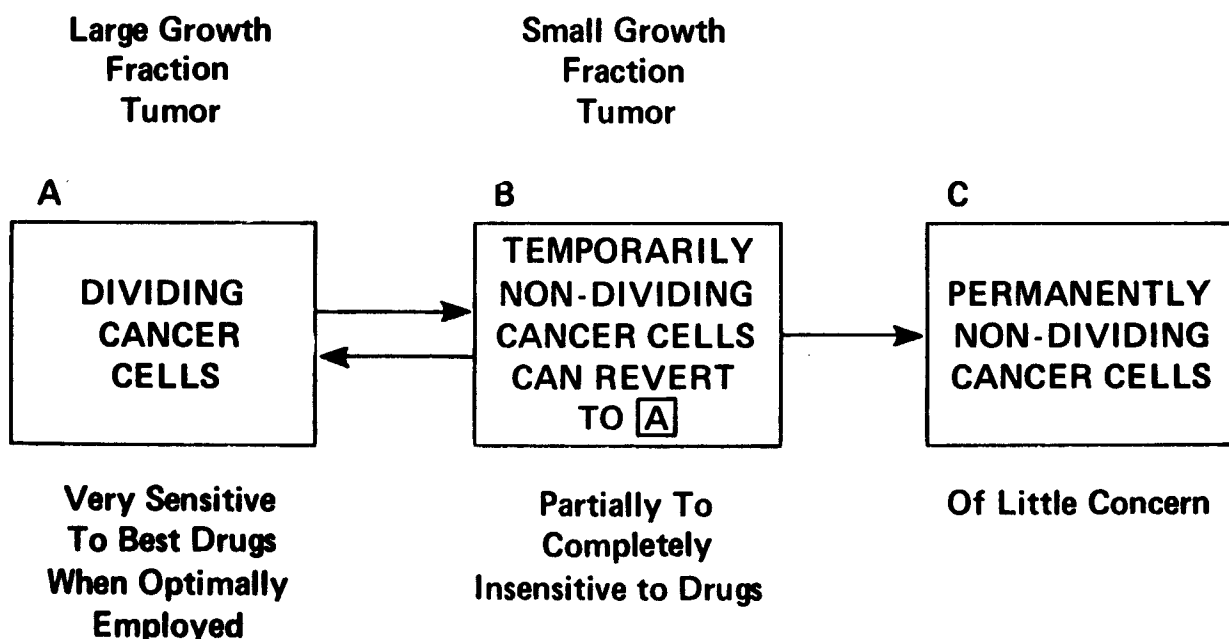 Large Growth
Fraction
Tumor
Small Growth
Fraction
Tumor
A
DIVIDING
CANCER
CELLS
Very Sensitive
To Best Drugs
When Optimally
Employed
B
TEMPORARILY
NON-DIVIDING
CANCER CELLS
CAN REVERT
TO A
Partially To
Completely
Insensitive to Drugs
C
PERMANENTLY
NON-DIVIDING
CANCER CELLS
Of Little Concern